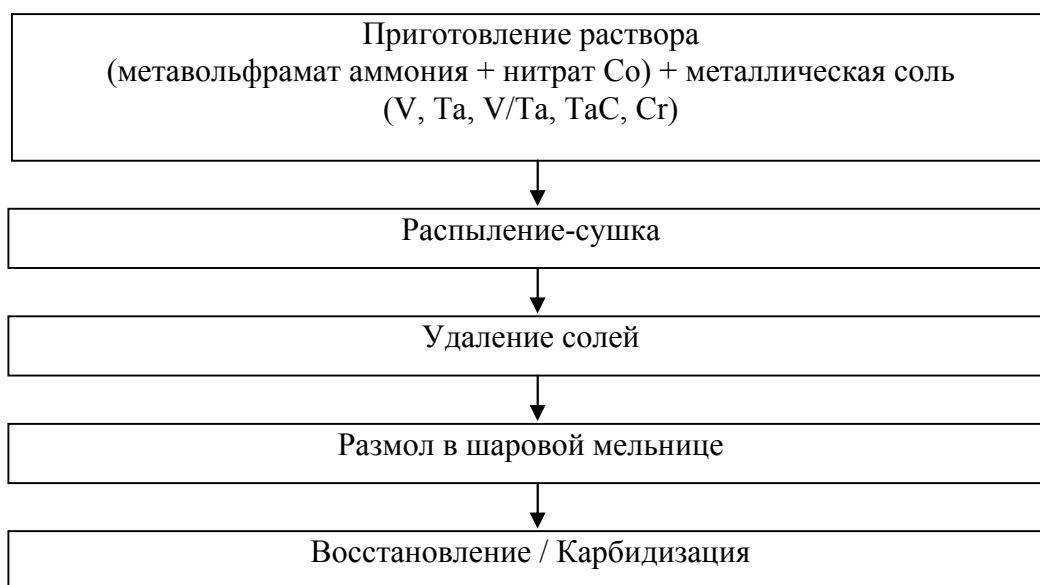 Приготовление раствора
(метавольфрамат аммония + нитрат Co) + металлическая соль
(V, Ta, V/Ta, TaC, Cr)
Распыление-сушка
Удаление солей
Размол в шаровой мельнице
Восстановление / Карбидизация